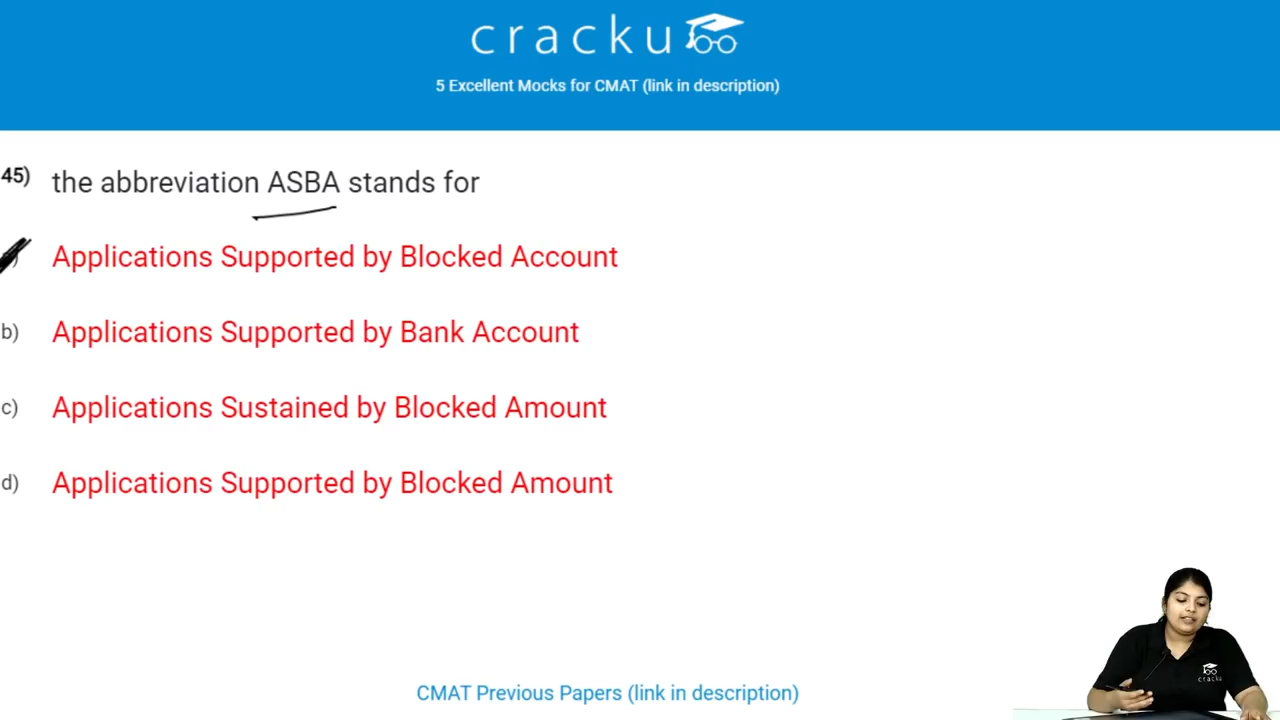 cracku
5 Excellent Mocks for CMAT (link in description)
45) the abbreviation ASBA stands for
Applications Supported by Blocked Account
b) Applications Supported by Bank Account
c) Applications Sustained by Blocked Amount
d) Applications Supported by Blocked Amount
cracku
CMAT Previous Papers (link in description)